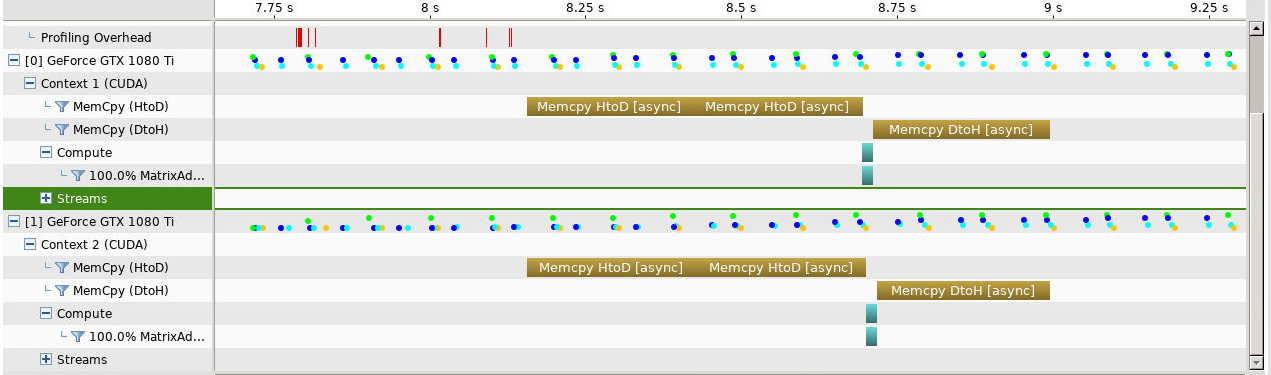 7.75 s 8 s 8.25 s 8.5 s 8.75 s 9 s 9.25 s
Profiling Overhead
[0] GeForce GTX 1080 Ti
Context 1 (CUDA)
MemCpy (HtoD) Memcpy HtoD [async] Memcpy HtoD [async]
MemCpy (DtoH) Memcpy DtoH [async]
Compute
100.0% MatrixAd...
Streams
[1] GeForce GTX 1080 Ti
Context 2 (CUDA)
MemCpy (HtoD) Memcpy HtoD [async] Memcpy HtoD [async]
MemCpy (DtoH) Memcpy DtoH [async]
Compute
100.0% MatrixAd...
Streams